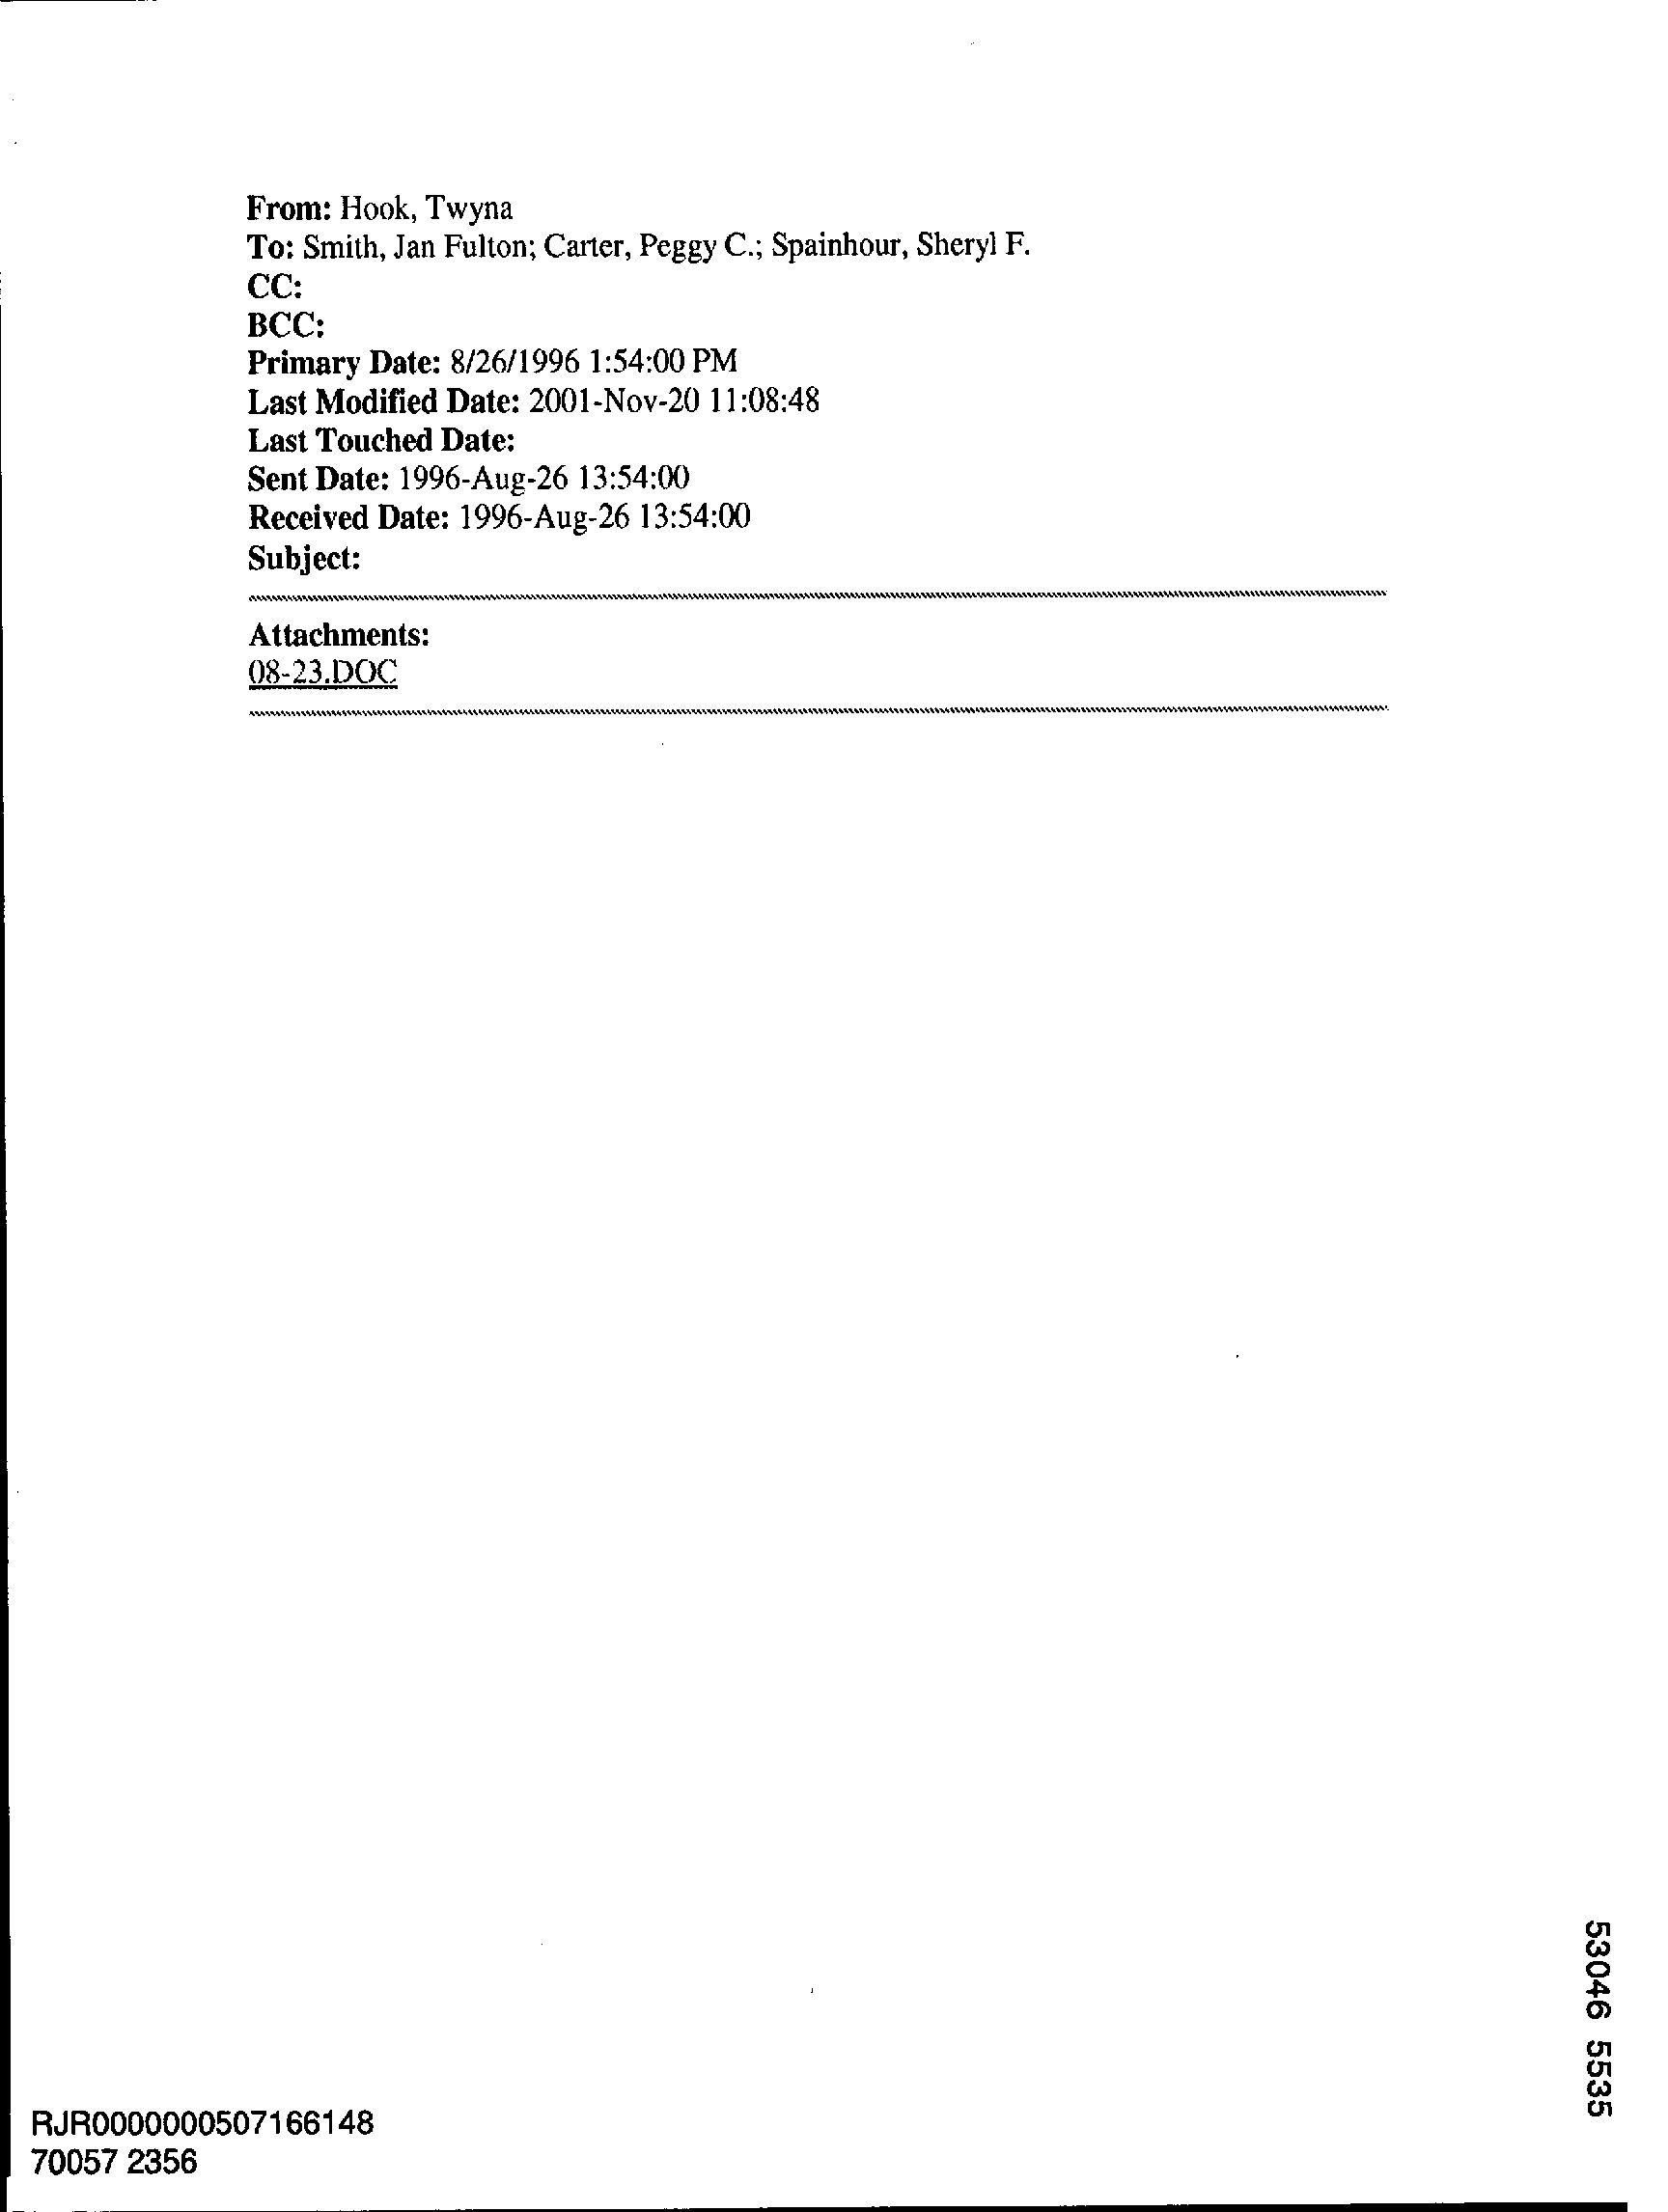 From: Hook, Twyna
To: Smith, Jan Fulton; Carter, Peggy C.; Spainhour, Sheryl F.
CC:
BCC:
Primary Date: 8/26/1996 1:54:00 PM
Last Modified Date: 2001-Nov-20 11:08:48
Last Touched Date:
Sent Date: 1996-Aug-26 13:54:00
Received Date: 1996-Aug-26 13:54:00
Subject:
Attachments:
08-23.DOC
53046 5535
RJR0000000507166148
70057 2356